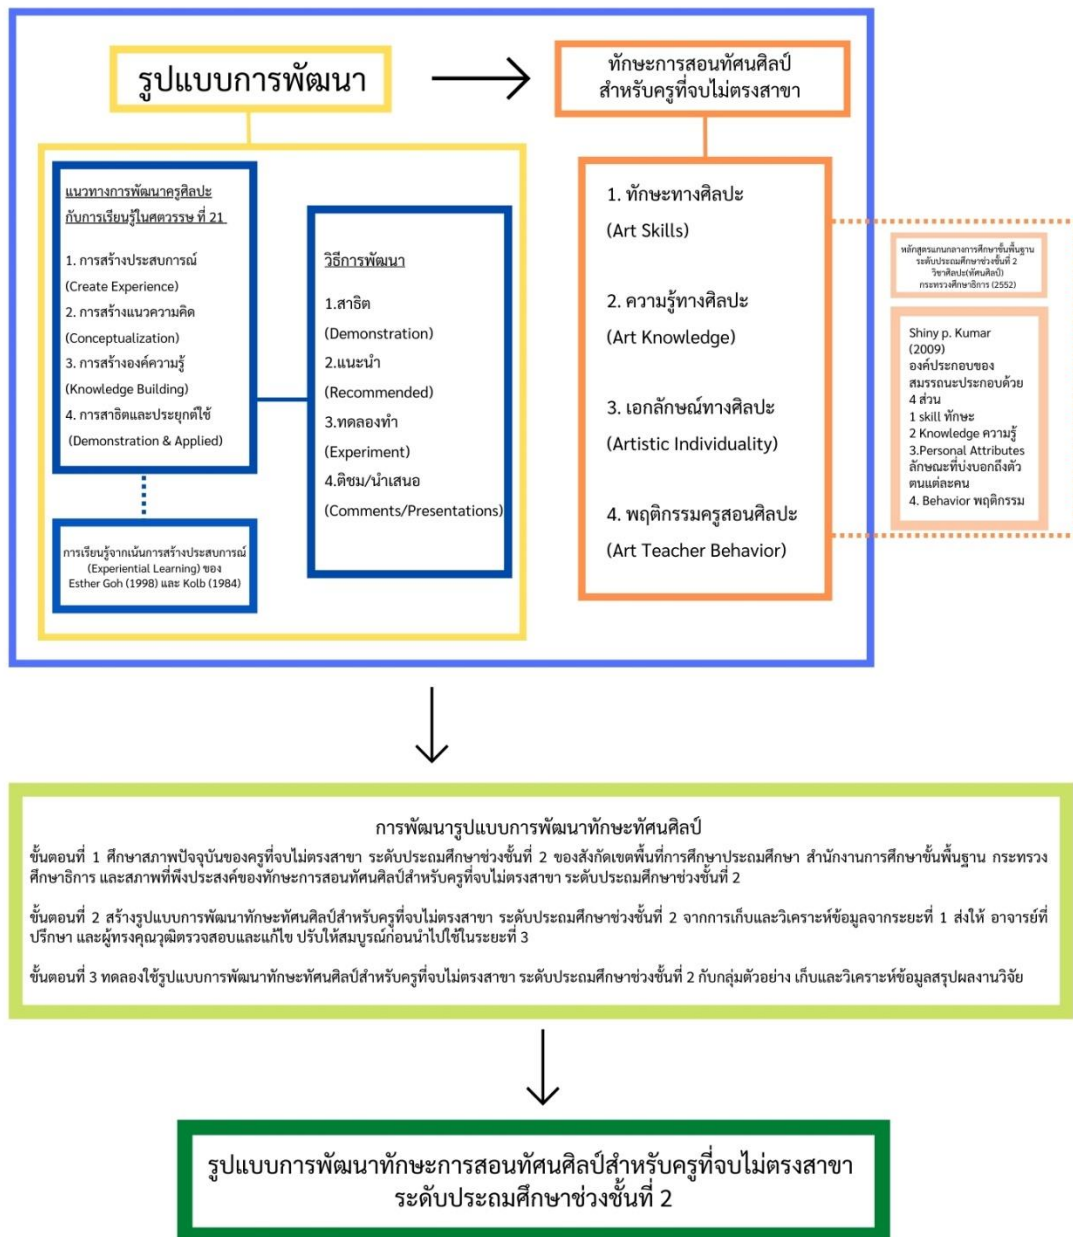 รูปแบบการพัฒนา
ทักษะการสอนทัศนศิลป์
สำหรับครูที่จบไม่ตรงสาขา
แนวทางการพัฒนาครูศิลปะ
กับการเรียนรู้ในศตวรรษ ที่ 21
1. การสร้างประสบการณ์
(Create Experience)
2. การสร้างแนวความคิด
(Conceptualization)
3. การสร้างองค์ความรู้
(Knowledge Building)
4. การสาธิตและประยุกต์ใช้
(Demonstration & Applied)
การเรียนรู้จากเน้นการสร้างประสบการณ์
(Experiential Learning) ของ
Esther Goh (1998) และ Kolb (1984)
วิธีการพัฒนา
1.สาธิต
(Demonstration)
2.แนะนำ
(Recommended)
3.ทดลองทำ
(Experiment)
4.ติชม/นำเสนอ
(Comments/Presentations)
1. ทักษะทางศิลปะ
(Art Skills)
2. ความรู้ทางศิลปะ
(Art Knowledge)
3. เอกลักษณ์ทางศิลปะ
(Artistic Individuality)
4. พฤติกรรมครูสอนศิลปะ
(Art Teacher Behavior)
หลักสูตรแกนกลางการศึกษาขั้นพื้นฐาน
ระดับประถมศึกษาช่วงชั้นที่ 2
วิชาศิลปะ(ทัศนศิลป์)
กระทรวงศึกษาธิการ (2552)
Shiny p. Kumar
(2009)
องค์ประกอบของ
สมรรถนะประกอบด้วย
4 ส่วน
1 skill ทักษะ
2 Knowledge ความรู้
3.Personal Attributes
ลักษณะที่บ่งบอกถึงตัว
ตนแต่ละคน
4. Behavior พฤติกรรม
การพัฒนารูปแบบการพัฒนาทักษะทัศนศิลป์
ขั้นตอนที่ 1 ศึกษาสภาพปัจจุบันของครูที่จบไม่ตรงสาขา ระดับประถมศึกษาช่วงชั้นที่ 2 ของสังกัดเขตพื้นที่การศึกษาประถมศึกษา สำนักงานการศึกษาขั้นพื้นฐาน กระทรวง
ศึกษาธิการ และสภาพที่พึงประสงค์ของทักษะการสอนทัศนศิลป์สำหรับครูที่จบไม่ตรงสาขา ระดับประถมศึกษาช่วงชั้นที่ 2
ขั้นตอนที่ 2 สร้างรูปแบบการพัฒนาทักษะทัศนศิลป์สำหรับครูที่จบไม่ตรงสาขา ระดับประถมศึกษาช่วงชั้นที่ 2 จากการเก็บและวิเคราะห์ข้อมูลจากระยะที่ 1 ส่งให้ อาจารย์ที่
ปรึกษา และผู้ทรงคุณวุฒิตรวจสอบและแก้ไข ปรับให้สมบูรณ์ก่อนนำไปใช้ในระยะที่ 3
ขั้นตอนที่ 3 ทดลองใช้รูปแบบการพัฒนาทักษะทัศนศิลป์สำหรับครูที่จบไม่ตรงสาขา ระดับประถมศึกษาช่วงชั้นที่ 2 กับกลุ่มตัวอย่าง เก็บและวิเคราะห์ข้อมูลสรุปผลงานวิจัย
รูปแบบการพัฒนาทักษะการสอนทัศนศิลป์สำหรับครูที่จบไม่ตรงสาขา
ระดับประถมศึกษาช่วงชั้นที่ 2